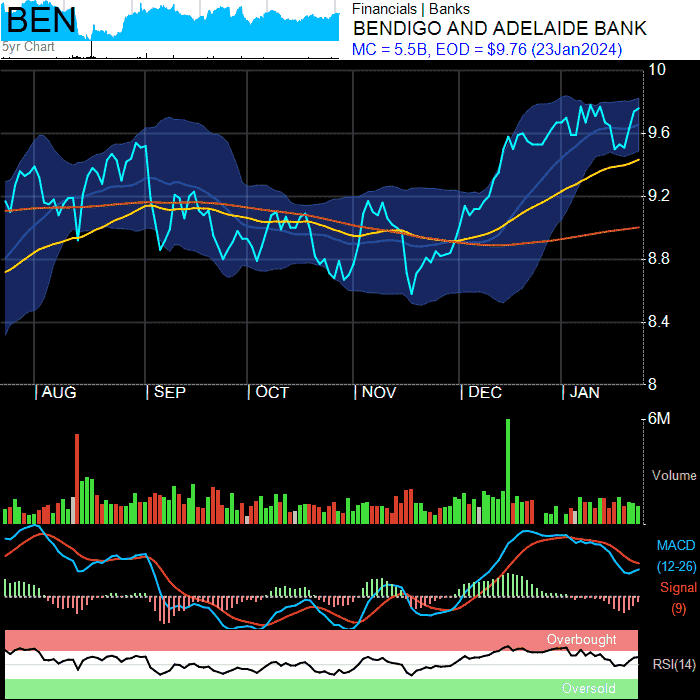 BEN
5yr Chart
Financials | Banks
BENDIGO AND ADELAIDE BANK
MC = 5.5B, EOD = $9.76 (23Jan2024)
10
9.6
9.2
8.8
8.4
8
| AUG | SEP | OCT | NOV | DEC | JAN
6M
Volume
MACD
(12-26)
Signal
(9)
Overbought
RSI(14)
Oversold